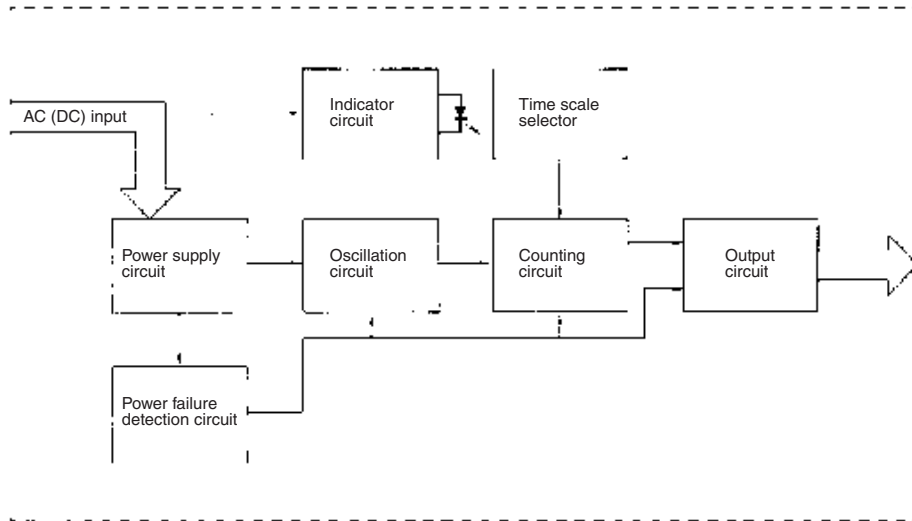 AC (DC) input
Indicator
circuit
Time scale
selector
Power supply
circuit
Oscillation
circuit
Counting
circuit
Output
circuit
Power failure
detection circuit